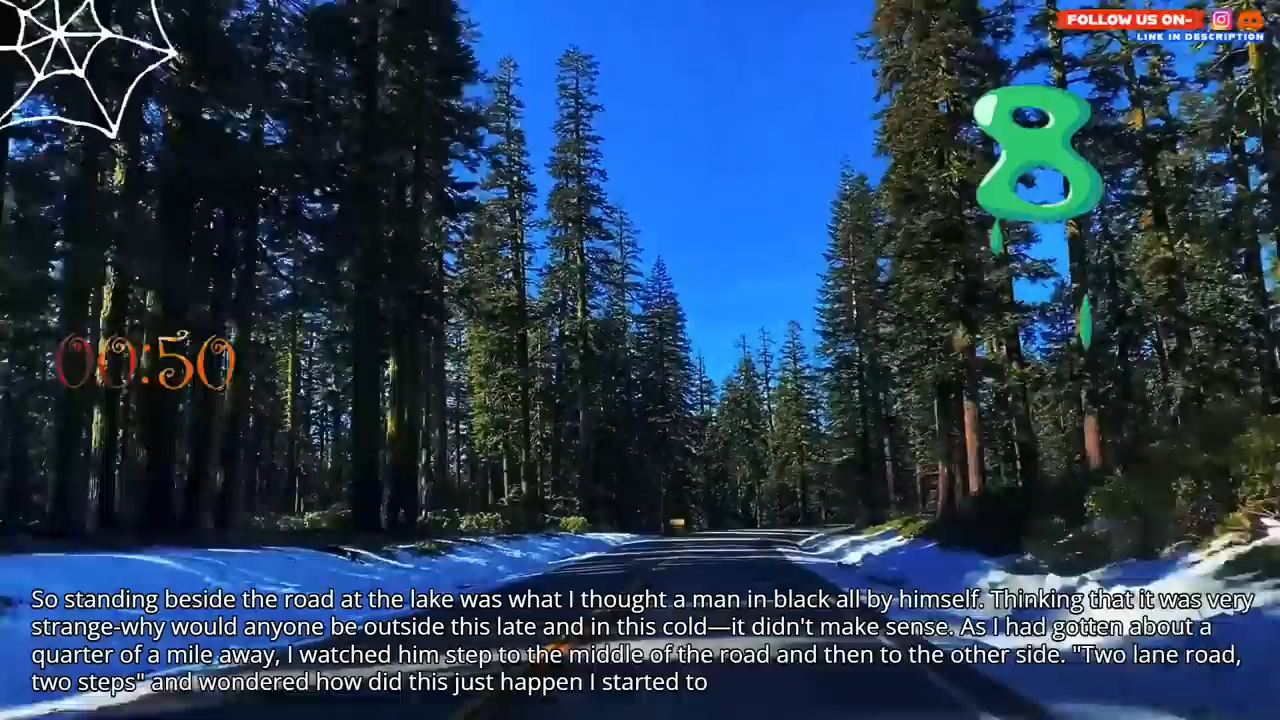 FOLLOW US ON-
LINK IN DESCRIPTION
8
00:50
So standing beside the road at the lake was what I thought a man in black all by himself. Thinking that it was very
strange-why would anyone be outside this late and in this cold—it didn't make sense. As I had gotten about a
quarter of a mile away, I watched him step to the middle of the road and then to the other side. "Two lane road,
two steps" and wondered how did this just happen I started to